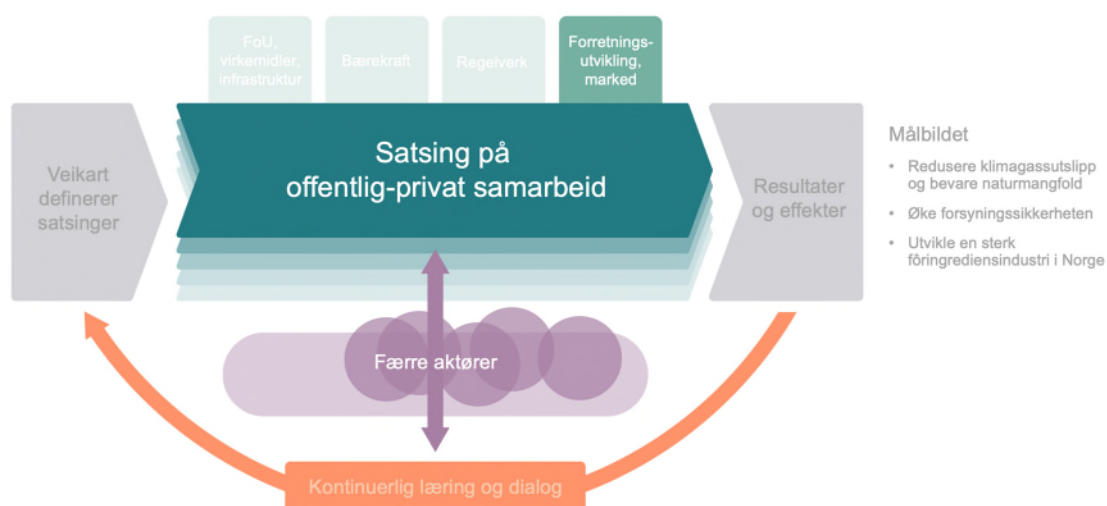 FoU,
virkemidler,
infrastruktur
Bærekraft
Regelverk
Forretnings-
utvikling,
marked
Veikart
definerer
satsinger
Satsing på
offentlig-privat samarbeid
Resultater
og effekter
Målbildet
• Redusere klimagassutslipp
og bevare naturmangfold
• Øke forsyningssikkerheten
• Utvikle en sterk
fôringrediensindustri i Norge
Færre aktører
Kontinuerlig læring og dialog